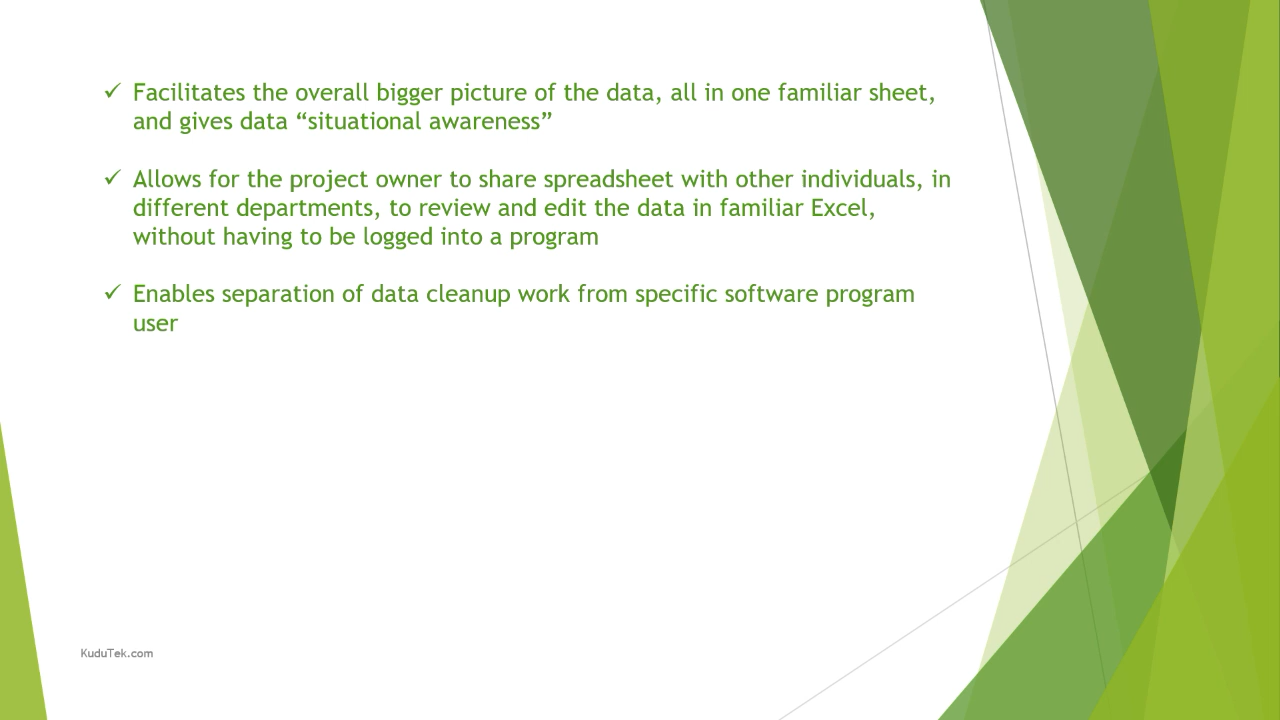 ✓ Facilitates the overall bigger picture of the data, all in one familiar sheet,
and gives data “situational awareness”
✓ Allows for the project owner to share spreadsheet with other individuals, in
different departments, to review and edit the data in familiar Excel,
without having to be logged into a program
✓ Enables separation of data cleanup work from specific software program
user
KuduTek.com